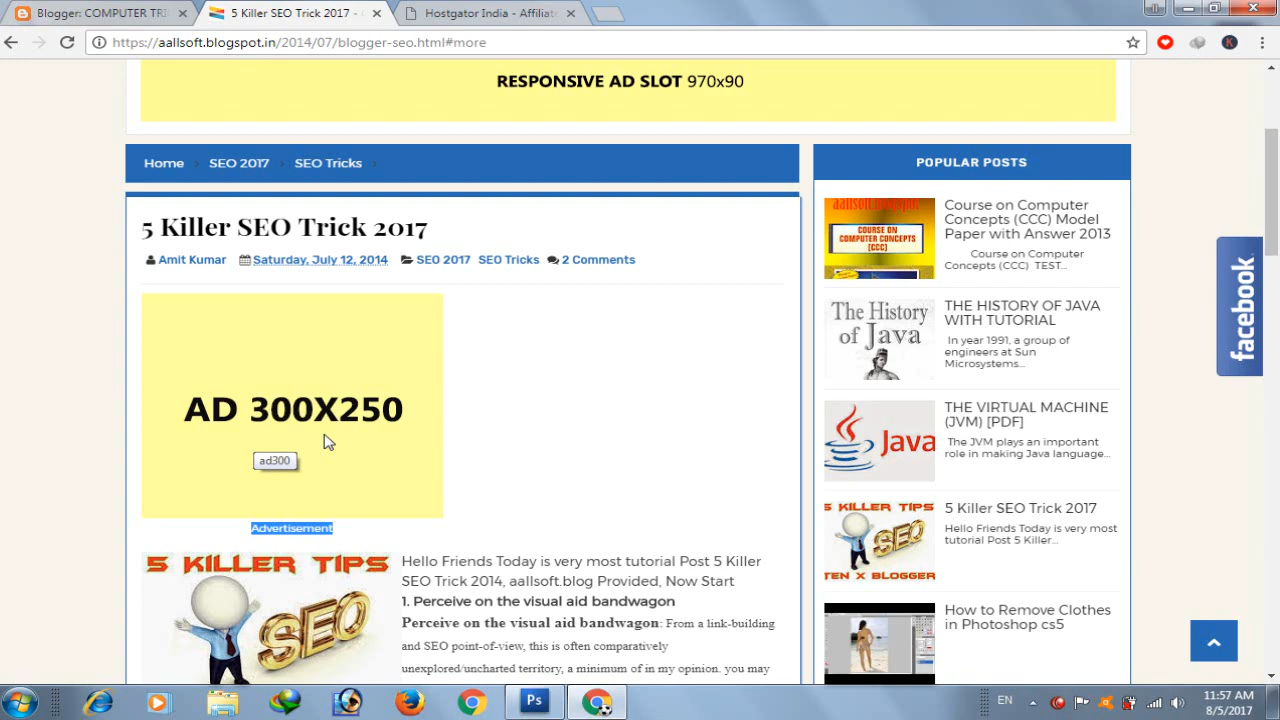 Blogger: COMPUTER TRI
5 Killer SEO Trick 2017 -
Hostgator India - Affiliate
https://aallsoft.blogspot.in/2014/07/blogger-seo.html#more
K
RESPONSIVE AD SLOT 970x90
Home
SEO 2017
SEO Tricks
5 Killer SEO Trick 2017
Amit Kumar Saturday, July 12, 2014 SEO 2017 SEO Tricks 2 Comments
AD 300X250
ad300
Advertisement
5 KILLER TIPS
SEO
Hello Friends Today is very most tutorial Post 5 Killer
SEO Trick 2014, aallsoft.blog Provided, Now Start
1. Perceive on the visual aid bandwagon
Perceive on the visual aid bandwagon: From a link-building
and SEO point-of-view, this is often comparatively
unexplored/uncharted territory, a minimum of in my opinion. you may
POPULAR POSTS
COURSE ON
COMPUTER CONCEPTS
(CCC)
Course on Computer
Concepts (CCC) Model
Paper with Answer 2013
Course on Computer
Concepts (CCC) TEST...
The History
of Java
THE HISTORY OF JAVA
WITH TUTORIAL
In year 1991, a group of
engineers at Sun
Microsystems...
Java
THE VIRTUAL MACHINE
(JVM) [PDF]
The JVM plays an important
role in making Java language...
5 KILLER TIPS
SEO
TEN X BLOGGER
5 Killer SEO Trick 2017
Hello Friends Today is very most
tutorial Post 5 Killer...
How to Remove Clothes
in Photoshop cs5
facebook
Ps
EN
11:57 AM
8/5/2017